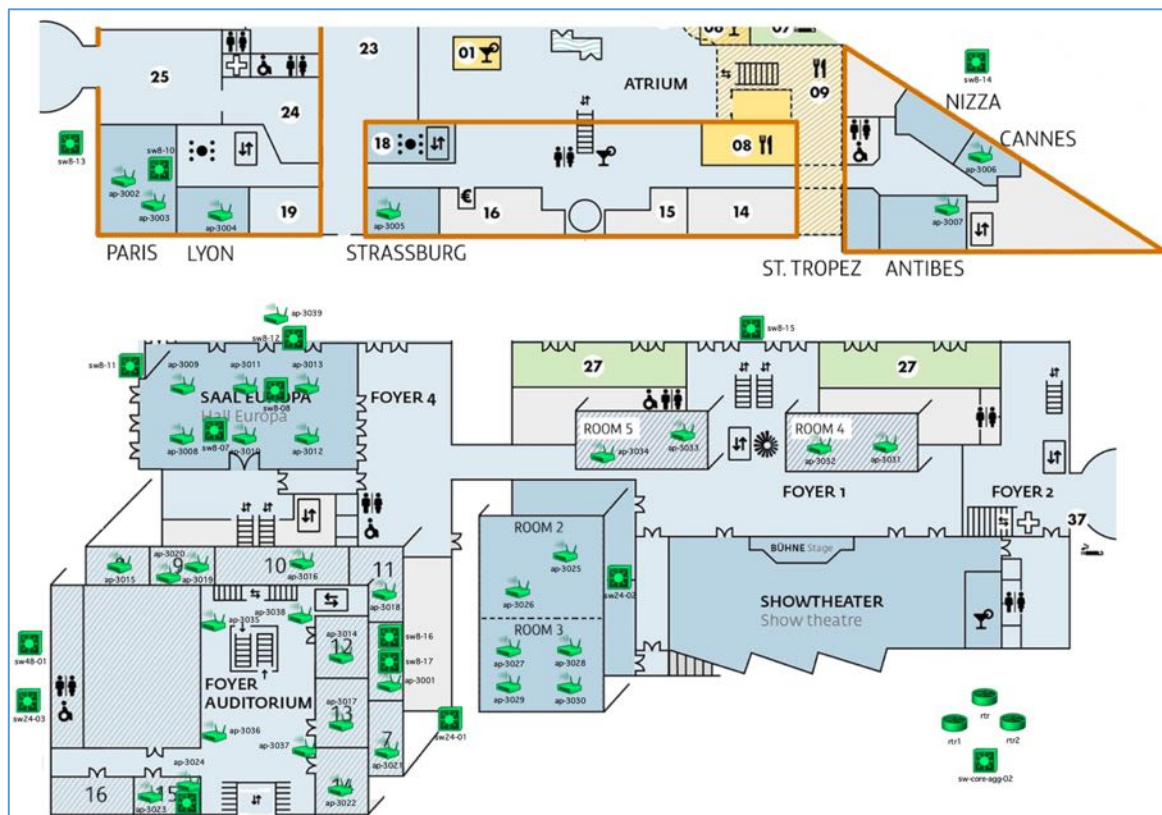 01
06
07
25
23
ATRIUM
09
sw8-14
NIZZA
24
CANNES
sw8-13
sw8-10
18
08
ap-3006
ap-3002
ap-3003
ap-3004
19
ap-3005
€
16
15
14
ap-3007
PARIS
LYON
STRASSBURG
ST. TROPEZ
ANTIBES
ap-3039
sw8-12
sw8-15
sw8-11
ap-3009
ap-3011
ap-3013
27
27
SAAL EUROPA
Hall Europa
sw8-08
FOYER 4
sw8-07
ap-3008
ap-3010
ap-3012
ROOM 5
ap-3034
ap-3033
ROOM 4
ap-3032
ap-3031
FOYER 1
FOYER 2
37
ROOM 2
BÜHNE Stage
ap-3020
9
10
11
ap-3015
ap-3019
ap-3016
ap-3018
ap-3025
ap-3026
sw24-02
SHOWTHEATER
Show theatre
ap-3038
ap-3035
ap-3014
12
sw8-16
sw8-17
ap-3001
ROOM 3
ap-3027
ap-3028
ap-3029
ap-3030
sw48-01
sw24-03
FOYER
AUDITORIUM
ap-3017
13
sw24-01
ap-3036
ap-3037
7
ap-3021
ap-3024
16
15
ap-3023
14
ap-3022
rtr
rtr1
rtr2
sw-core-agg-02